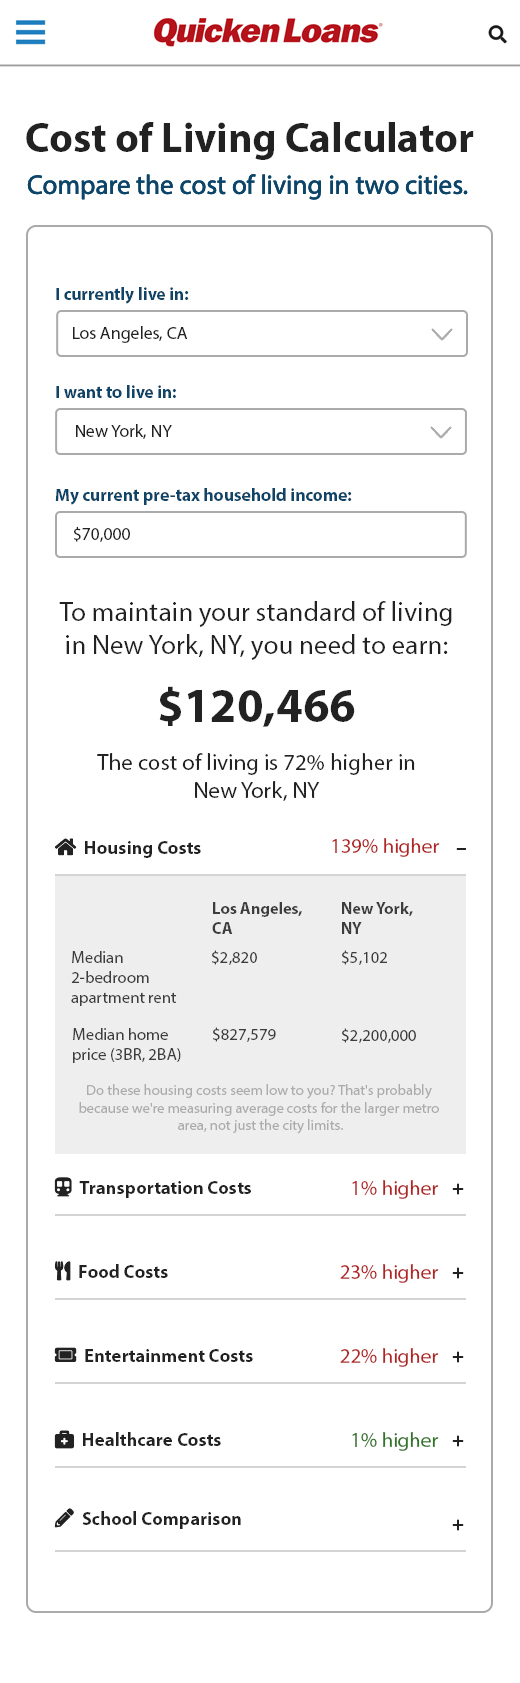 Quicken Loans®
Cost of Living Calculator
Compare the cost of living in two cities.
I currently live in:
Los Angeles, CA
I want to live in:
New York, NY
My current pre-tax household income:
$70,000
To maintain your standard of living
in New York, NY, you need to earn:
$120,466
The cost of living is 72% higher in
New York, NY
Housing Costs 139% higher –
Los Angeles, CA New York, NY
Median 2-bedroom apartment rent $2,820 $5,102
Median home price (3BR, 2BA) $827,579 $2,200,000
Do these housing costs seem low to you? That's probably
because we're measuring average costs for the larger metro
area, not just the city limits.
Transportation Costs 1% higher +
Food Costs 23% higher +
Entertainment Costs 22% higher +
Healthcare Costs 1% higher +
School Comparison +